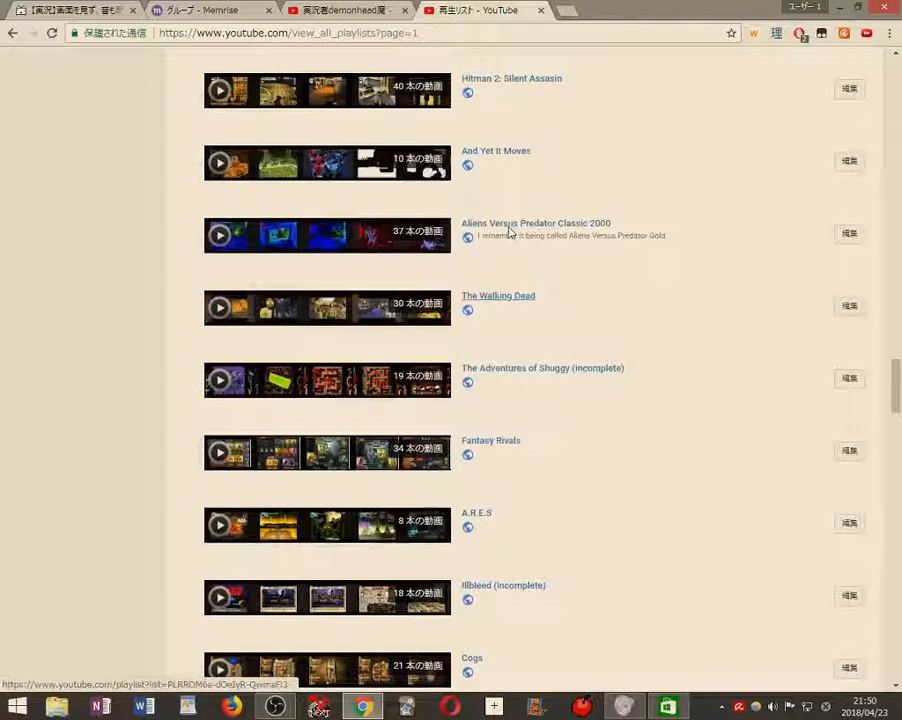 【実況】画面を見ず、音も
グループ - Memrise
実況者demonhead魔 -
再生リスト - YouTube
ユーザー 1
保護された通信
https://www.youtube.com/view_all_playlists?page=1
40 本の動画
Hitman 2: Silent Assasin
編集
10 本の動画
And Yet It Moves
編集
37 本の動画
Aliens Versus Predator Classic 2000
I remember it being called Aliens Versus Predator Gold
編集
30 本の動画
The Walking Dead
編集
19 本の動画
The Adventures of Shuggy (incomplete)
編集
34 本の動画
Fantasy Rivals
編集
8 本の動画
A.R.E.S
編集
18 本の動画
Illbleed (Incomplete)
編集
21 本の動画
Cogs
編集
21:50
2018/04/23